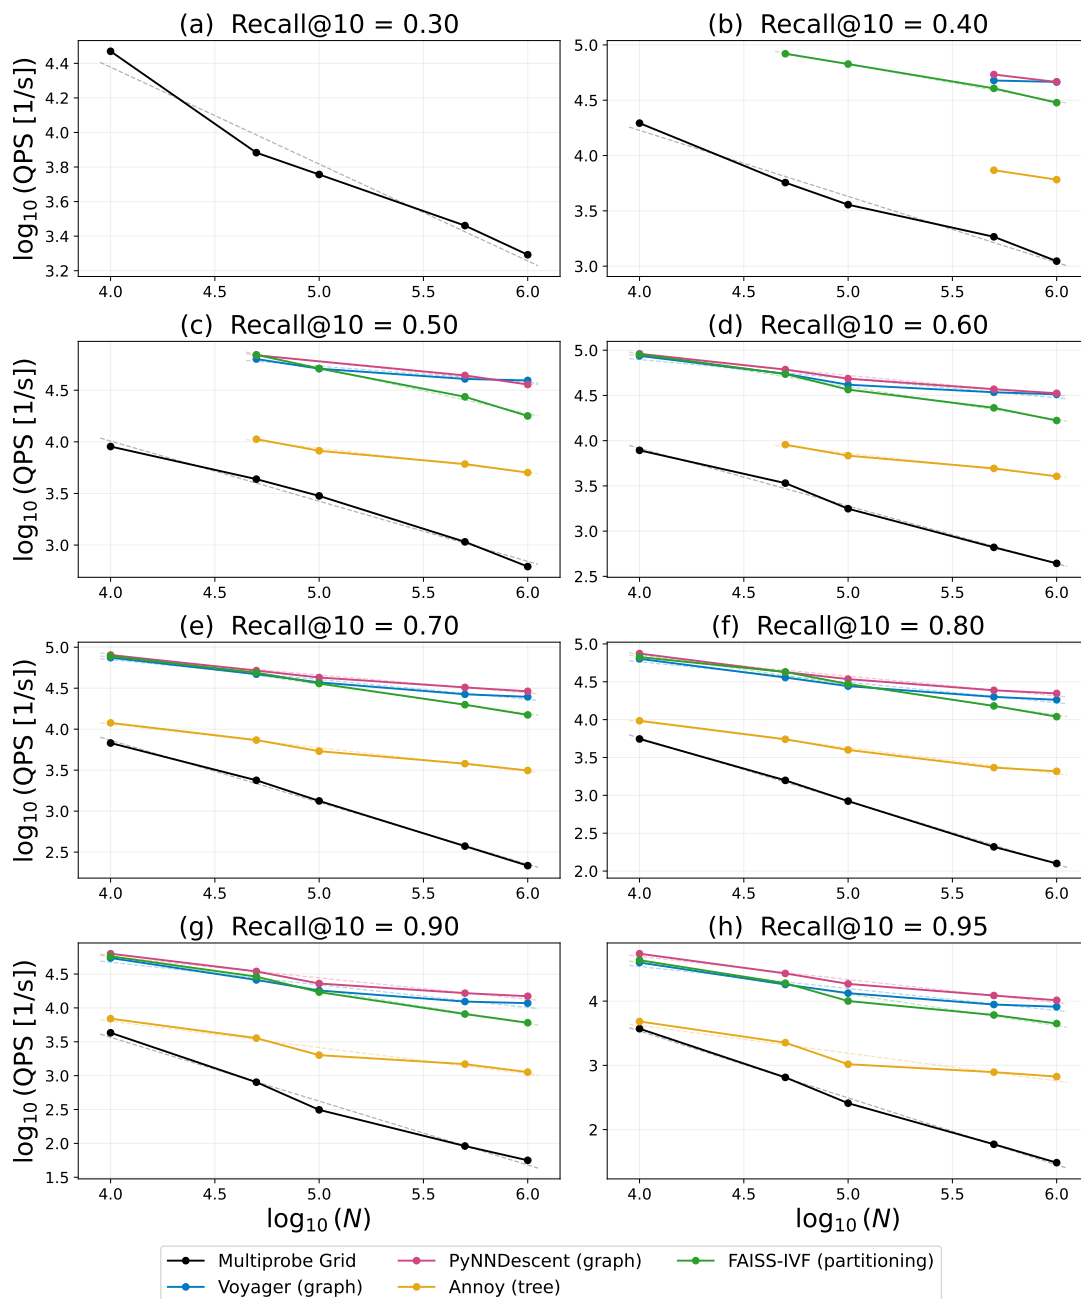 (a)  Recall@10 = 0.30
(b)  Recall@10 = 0.40
log₁₀(QPS [1/s])
4.4
4.2
4.0
3.8
3.6
3.4
3.2
4.0 4.5 5.0 5.5 6.0
5.0
4.5
4.0
3.5
3.0
4.0 4.5 5.0 5.5 6.0
(c)  Recall@10 = 0.50
(d)  Recall@10 = 0.60
log₁₀(QPS [1/s])
4.5
4.0
3.5
3.0
4.0 4.5 5.0 5.5 6.0
5.0
4.5
4.0
3.5
3.0
2.5
4.0 4.5 5.0 5.5 6.0
(e)  Recall@10 = 0.70
(f)  Recall@10 = 0.80
log₁₀(QPS [1/s])
5.0
4.5
4.0
3.5
3.0
2.5
4.0 4.5 5.0 5.5 6.0
5.0
4.5
4.0
3.5
3.0
2.5
2.0
4.0 4.5 5.0 5.5 6.0
(g)  Recall@10 = 0.90
(h)  Recall@10 = 0.95
log₁₀(QPS [1/s])
4.5
4.0
3.5
3.0
2.5
2.0
1.5
4.0 4.5 5.0 5.5 6.0
4
3
2
4.0 4.5 5.0 5.5 6.0
log₁₀(N)
log₁₀(N)
Multiprobe Grid
Voyager (graph)
PyNNDescent (graph)
Annoy (tree)
FAISS-IVF (partitioning)